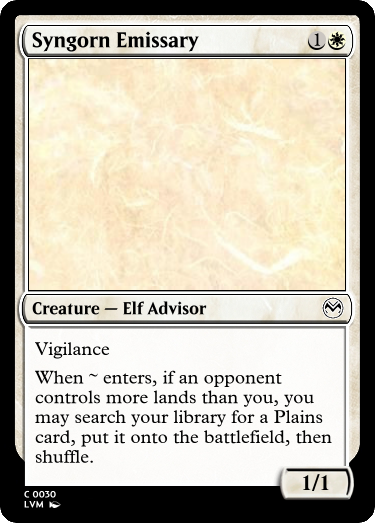 Syngorn Emissary 1
Creature — Elf Advisor
Vigilance
When ~ enters, if an opponent
controls more lands than you, you
may search your library for a Plains
card, put it onto the battlefield, then
shuffle.
1/1
C 0030
LVM